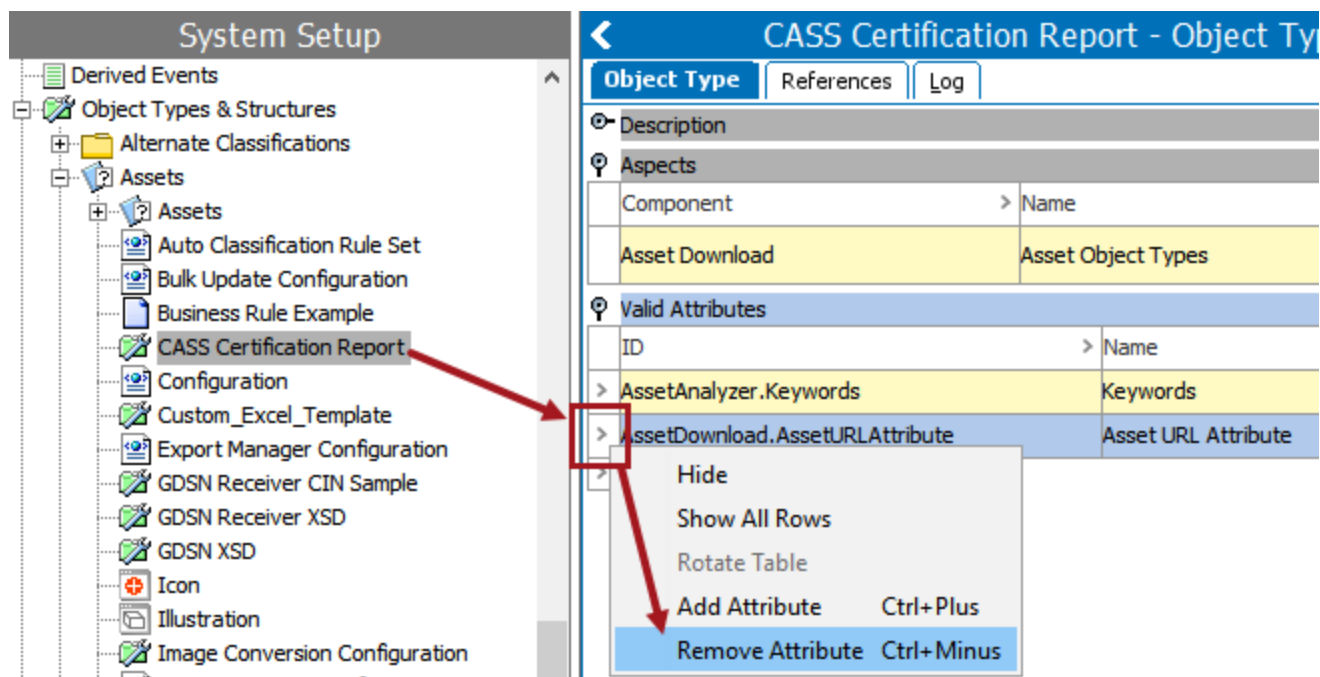 System Setup
Derived Events
Object Types & Structures
Alternate Classifications
Assets
Assets
Auto Classification Rule Set
Bulk Update Configuration
Business Rule Example
CASS Certification Report
Configuration
Custom_Excel_Template
Export Manager Configuration
GDSN Receiver CIN Sample
GDSN Receiver XSD
GDSN XSD
Icon
Illustration
Image Conversion Configuration
CASS Certification Report - Object Ty
Object Type References Log
Description
Aspects
Component > Name
Asset Download Asset Object Types
Valid Attributes
ID > Name
> AssetAnalyzer.Keywords Keywords
> AssetDownload.AssetURLAttribute Asset URL Attribute
>
Hide
Show All Rows
Rotate Table
Add Attribute Ctrl+Plus
Remove Attribute Ctrl+Minus